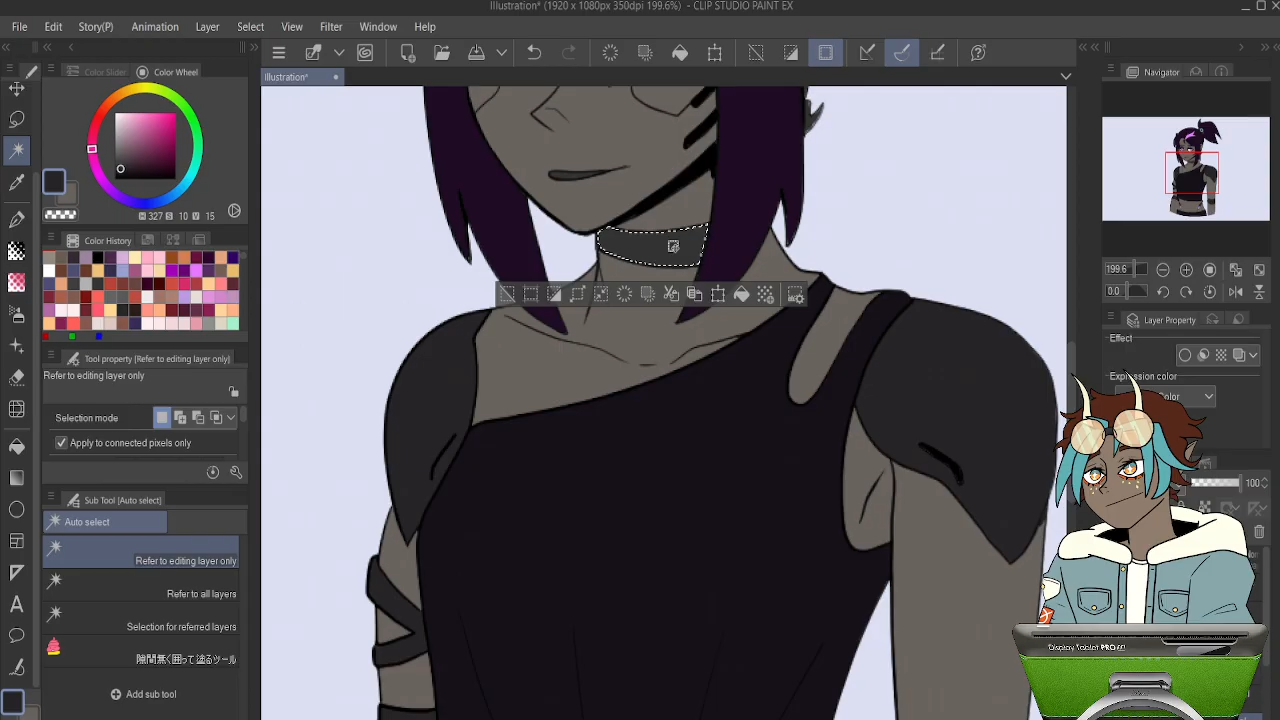 Illustration* (1920 x 1080px 350dpi 199.6%) - CLIP STUDIO PAINT EX
File Edit Story(P) Animation Layer Select View Filter Window Help
Color Slider Color Wheel
Illustration*
Navigator
H 327 S 10 V 15
Color History
199.6
0.0
Layer Property
Effect
Expression color
Tool property [Refer to editing layer only]
Refer to editing layer only
Selection mode
Apply to connected pixels only
100
Sub Tool [Auto select]
Auto select
Refer to editing layer only
Refer to all layers
Selection for referred layers
隙間無く囲って塗るツール
Add sub tool
Display Tablet PRO